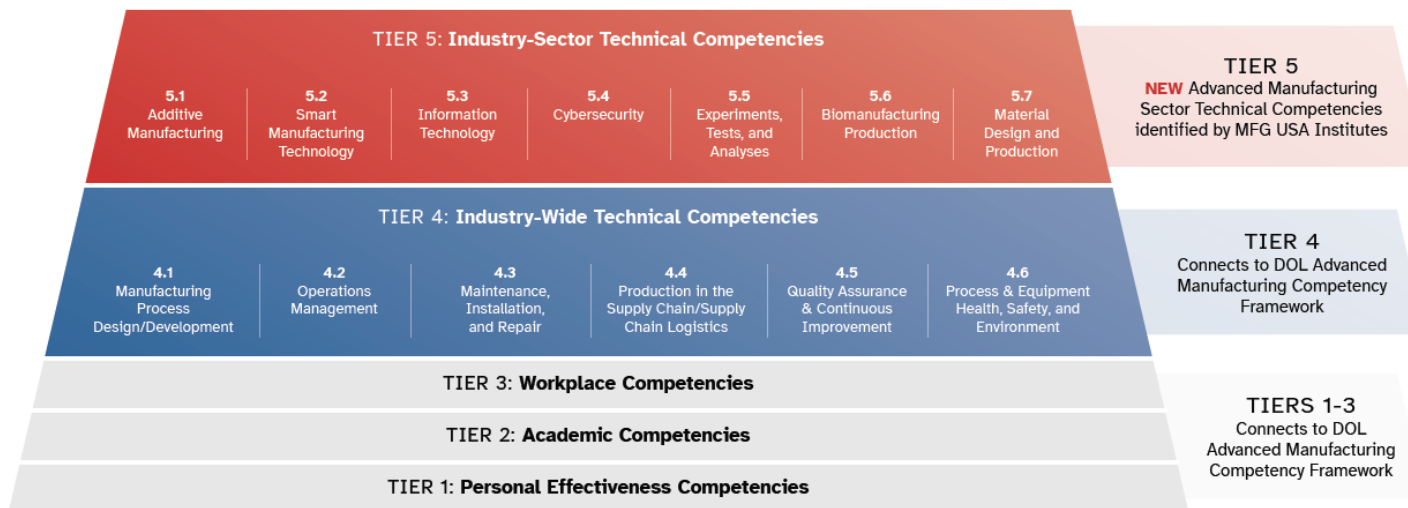 TIER 5: Industry-Sector Technical Competencies
5.1
Additive
Manufacturing
5.2
Smart
Manufacturing
Technology
5.3
Information
Technology
5.4
Cybersecurity
5.5
Experiments,
Tests, and
Analyses
5.6
Biomanufacturing
Production
5.7
Material
Design and
Production
TIER 5
NEW Advanced Manufacturing
Sector Technical Competencies
identified by MFG USA Institutes
TIER 4: Industry-Wide Technical Competencies
4.1
Manufacturing
Process
Design/Development
4.2
Operations
Management
4.3
Maintenance,
Installation,
and Repair
4.4
Production in the
Supply Chain/Supply
Chain Logistics
4.5
Quality Assurance
& Continuous
Improvement
4.6
Process & Equipment
Health, Safety, and
Environment
TIER 4
Connects to DOL Advanced
Manufacturing Competency
Framework
TIER 3: Workplace Competencies
TIER 2: Academic Competencies
TIER 1: Personal Effectiveness Competencies
TIERS 1-3
Connects to DOL
Advanced Manufacturing
Competency Framework